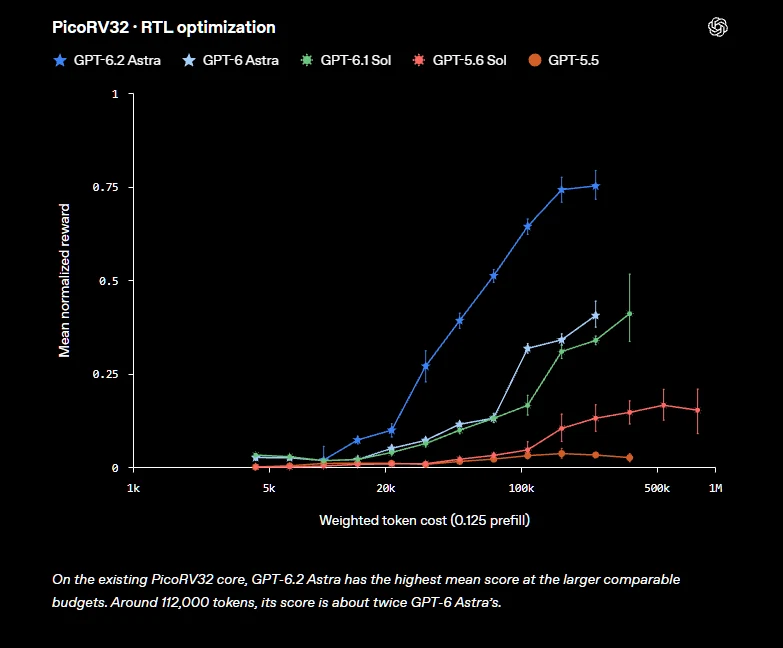 PicoRV32 · RTL optimization
GPT-6.2 Astra
GPT-6 Astra
GPT-6.1 Sol
GPT-5.6 Sol
GPT-5.5
1
0.75
0.5
0.25
0
Mean normalized reward
1k
5k
20k
100k
500k
1M
Weighted token cost (0.125 prefill)
On the existing PicoRV32 core, GPT-6.2 Astra has the highest mean score at the larger comparable
budgets. Around 112,000 tokens, its score is about twice GPT-6 Astra's.